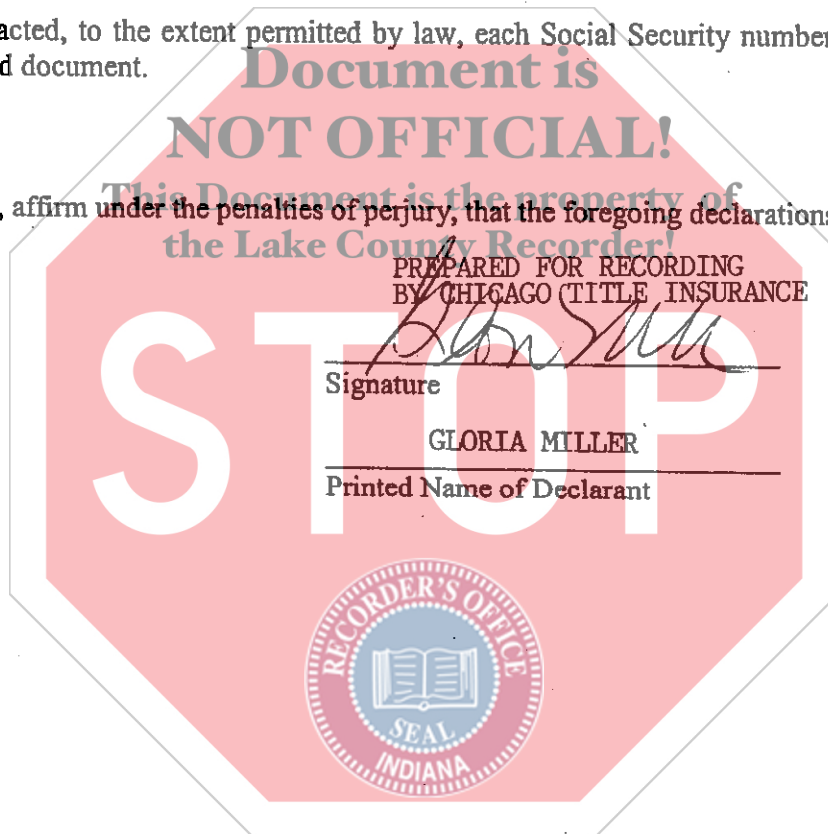 acted, to the extent permitted by law, each Social Security number
d document.
Document is
NOT OFFICIAL!
This Document is the property of
, affirm under the penalties of perjury, that the foregoing declarations
the Lake County Recorder!
PREPARED FOR RECORDING
BY CHICAGO TITLE INSURANCE
Signature
GLORIA MILLER
Printed Name of Declarant
STOP
RECORDER'S OFFICE
SEAL
INDIANA